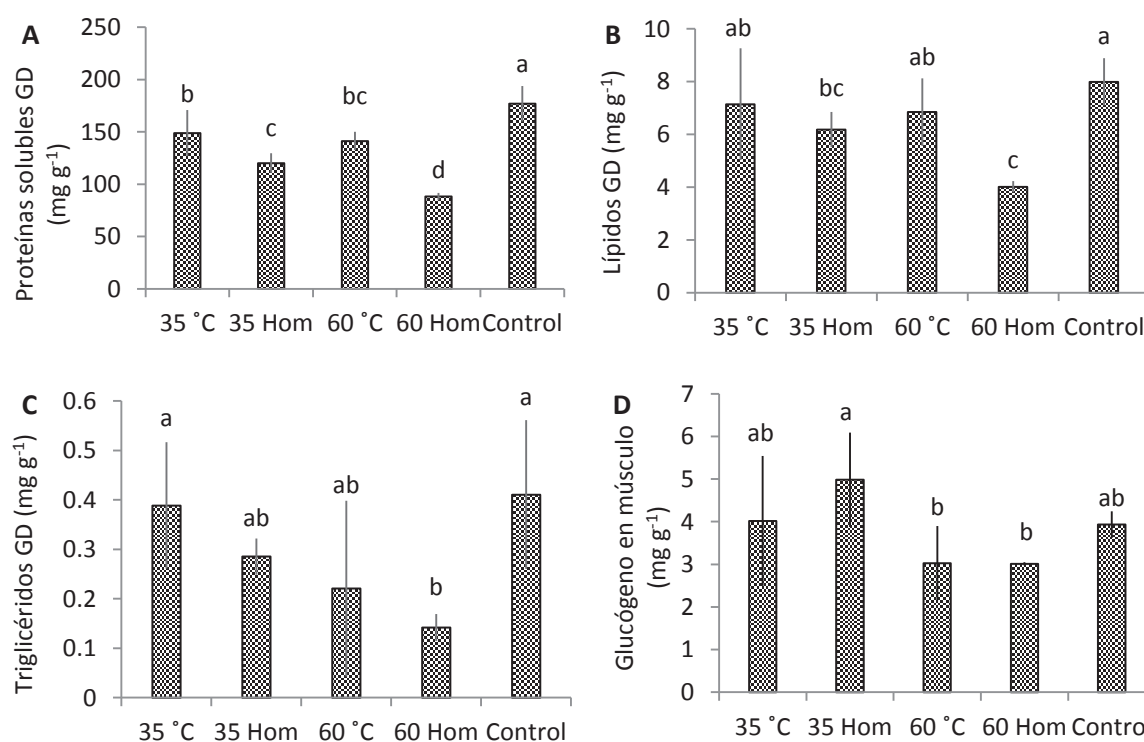 A
Proteínas solubles GD
(mg g⁻¹)
250
200
150
100
50
0
b
c
bc
d
a
35 ˚C 35 Hom 60 ˚C 60 Hom Control
B
Lípidos GD (mg g⁻¹)
10
8
6
4
2
0
ab
bc
ab
c
a
35 ˚C 35 Hom 60 ˚C 60 Hom Control
C
Triglicéridos GD (mg g⁻¹)
0.6
0.5
0.4
0.3
0.2
0.1
0
a
ab
ab
b
a
35 ˚C 35 Hom 60 ˚C 60 Hom Control
D
Glucógeno en músculo
(mg g⁻¹)
7
6
5
4
3
2
1
0
ab
a
b
b
ab
35 ˚C 35 Hom 60 ˚C 60 Hom Control